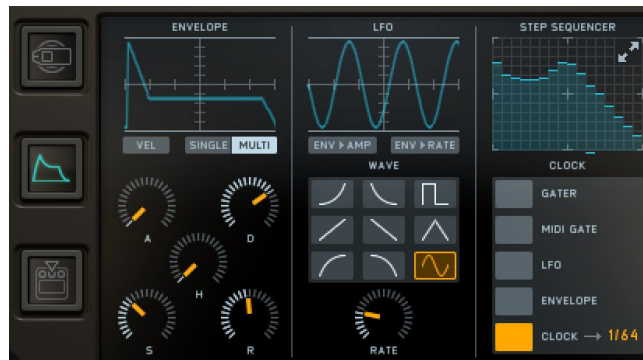 ENVELOPE
LFO
STEP SEQUENCER
VEL
SINGLE
MULTI
ENV ▸ AMP
ENV ▸ RATE
WAVE
CLOCK
A
D
H
S
R
RATE
GATER
MIDI GATE
LFO
ENVELOPE
CLOCK → 1/64